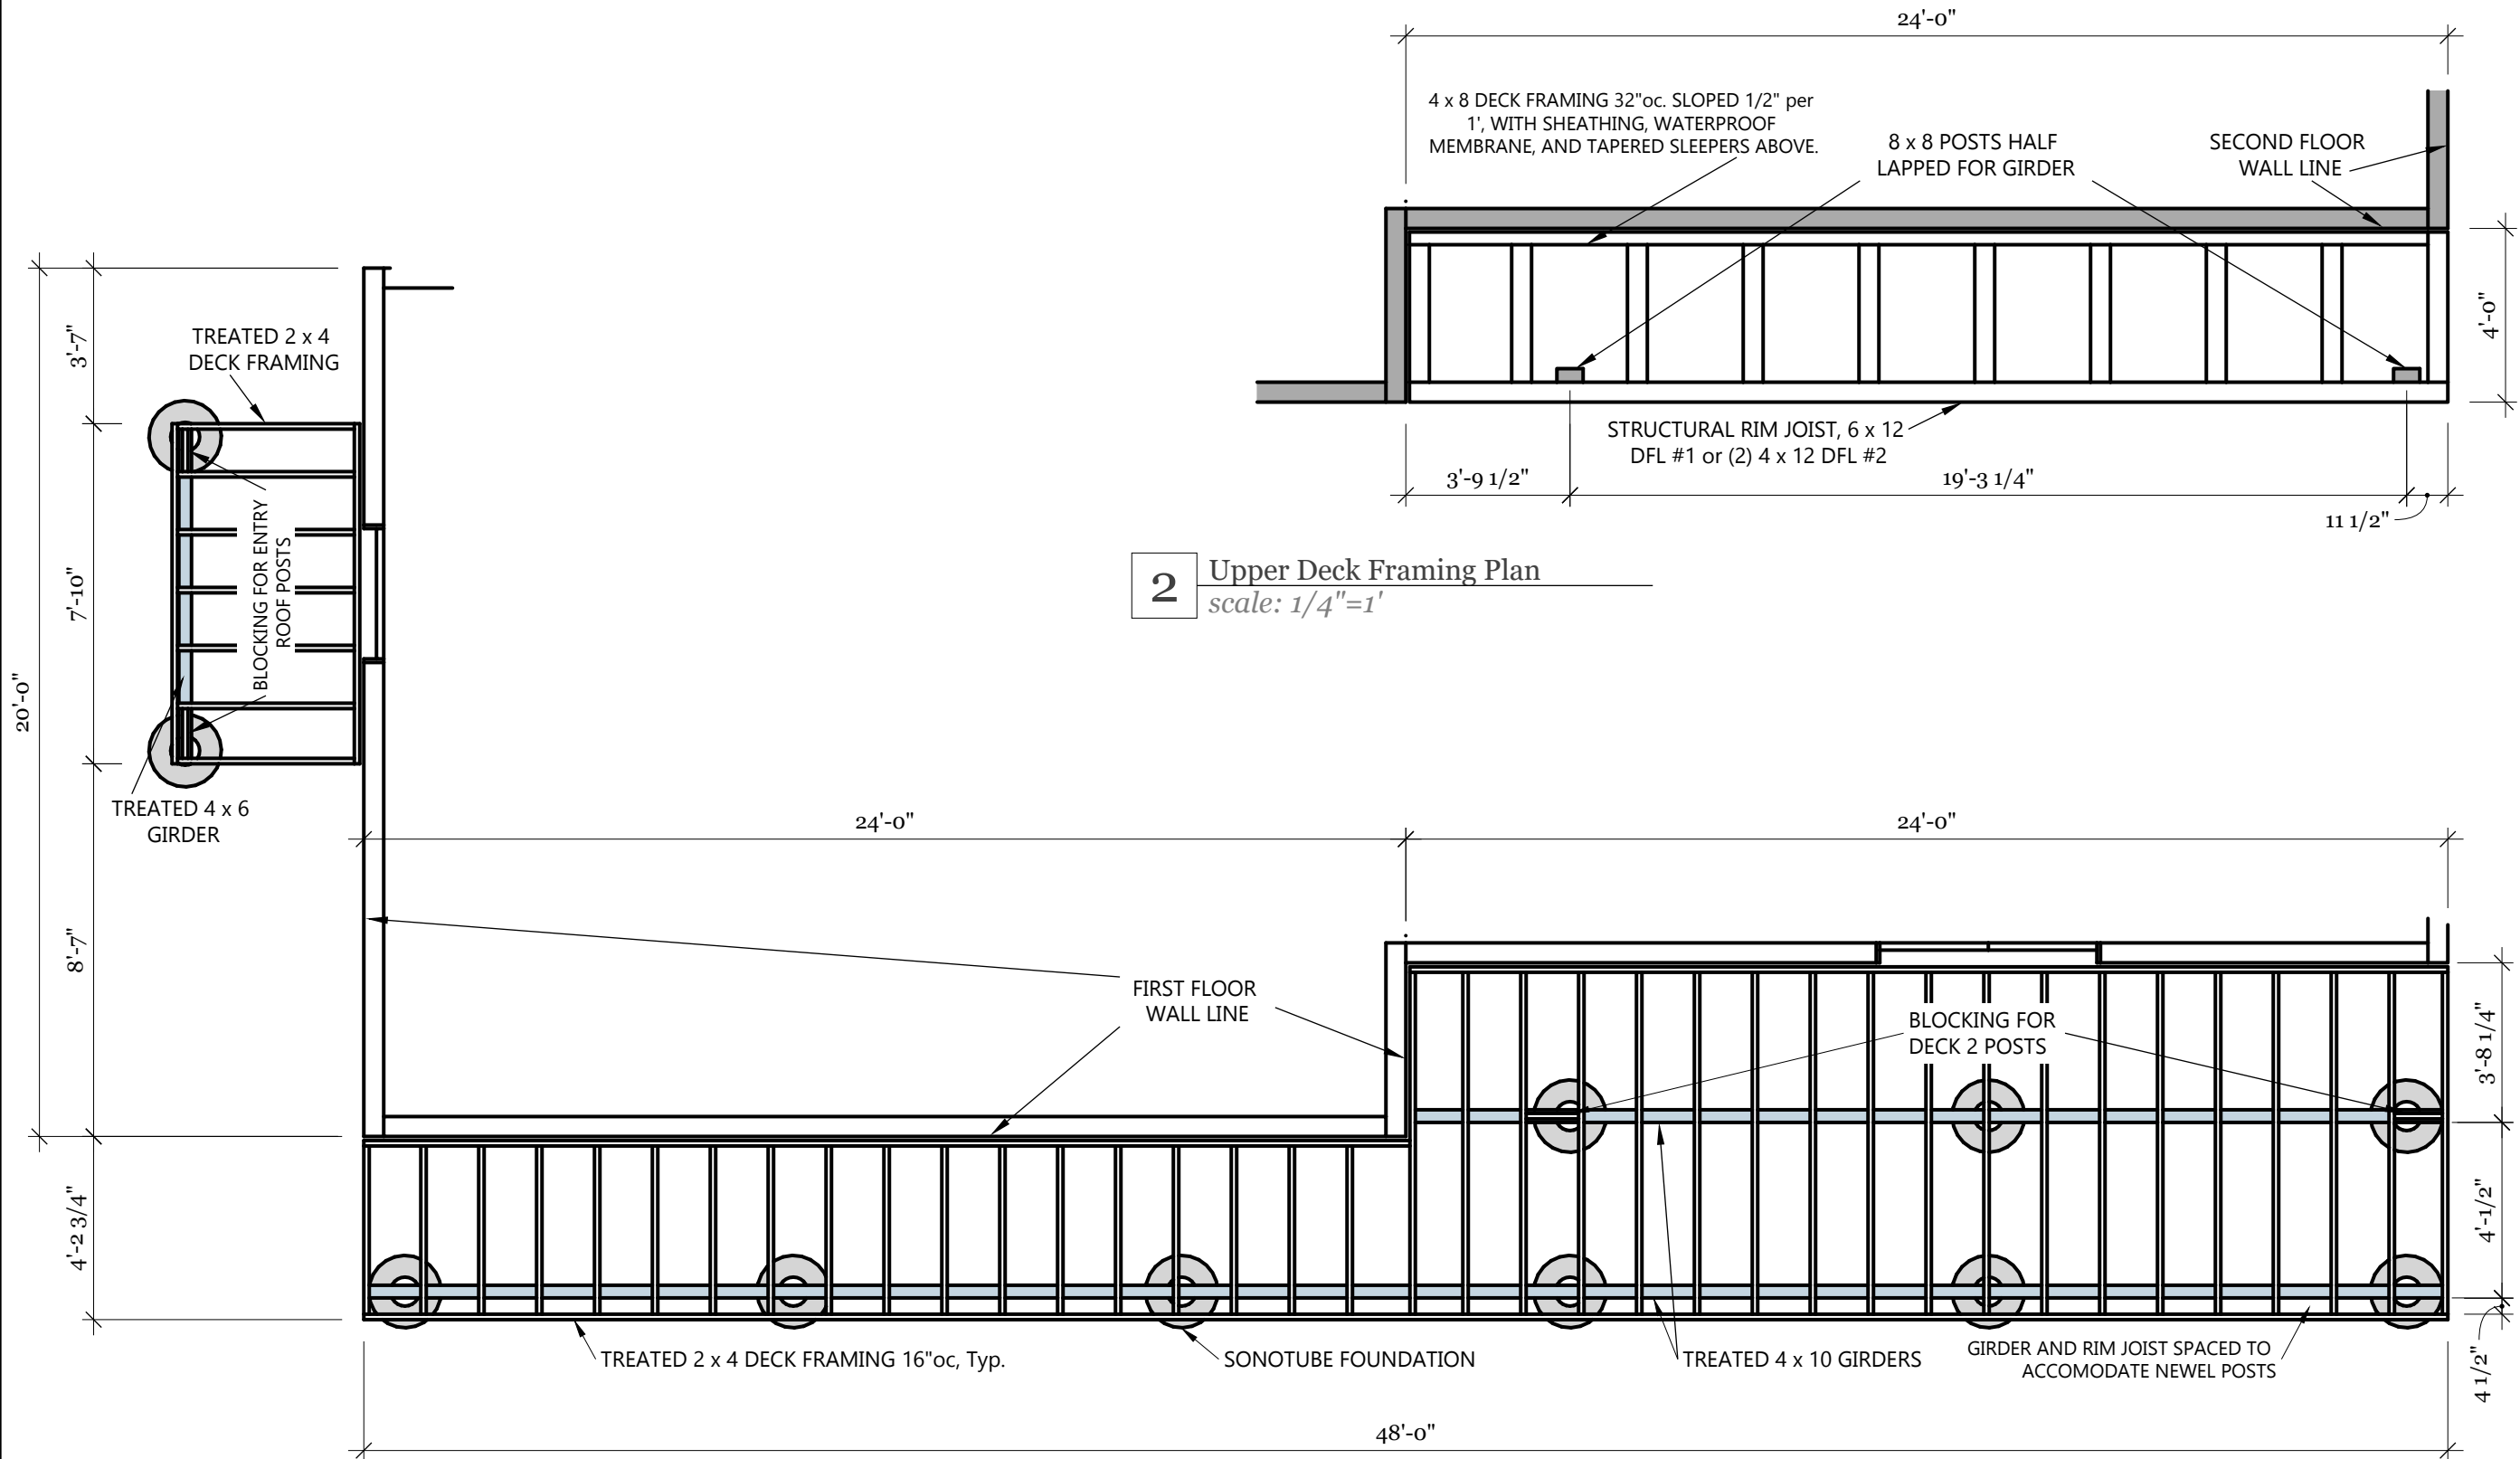 24'-0"
4 x 8 DECK FRAMING 32"oc. SLOPED 1/2" per
1', WITH SHEATHING, WATERPROOF
MEMBRANE, AND TAPERED SLEEPERS ABOVE.
8 x 8 POSTS HALF
LAPPED FOR GIRDER
SECOND FLOOR
WALL LINE
4'-0"
STRUCTURAL RIM JOIST, 6 x 12
DFL #1 or (2) 4 x 12 DFL #2
3'-9 1/2"
19'-3 1/4"
11 1/2"
2
Upper Deck Framing Plan
scale: 1/4"=1'
20'-0"
3'-7"
7'-10"
8'-7"
4'-2 3/4"
TREATED 2 x 4
DECK FRAMING
BLOCKING FOR ENTRY
ROOF POSTS
TREATED 4 x 6
GIRDER
24'-0"
24'-0"
FIRST FLOOR
WALL LINE
BLOCKING FOR
DECK 2 POSTS
3'-8 1/4"
4'-1/2"
4 1/2"
TREATED 2 x 4 DECK FRAMING 16"oc, Typ.
SONOTUBE FOUNDATION
TREATED 4 x 10 GIRDERS
GIRDER AND RIM JOIST SPACED TO
ACCOMODATE NEWEL POSTS
48'-0"